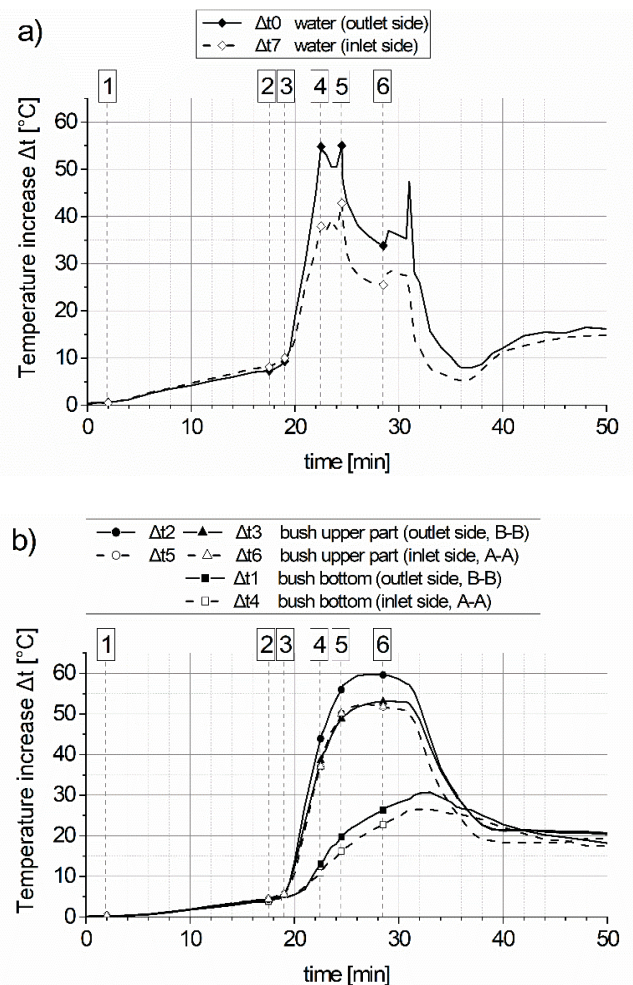 a)
Δt0 water (outlet side)
Δt7 water (inlet side)
1 2 3 4 5 6
Temperature increase Δt [°C]
60
50
40
30
20
10
0
0 10 20 30 40 50
time [min]
b)
Δt2 Δt3 bush upper part (outlet side, B-B)
Δt5 Δt6 bush upper part (inlet side, A-A)
Δt1 bush bottom (outlet side, B-B)
Δt4 bush bottom (inlet side, A-A)
1 2 3 4 5 6
Temperature increase Δt [°C]
60
50
40
30
20
10
0
0 10 20 30 40 50
time [min]